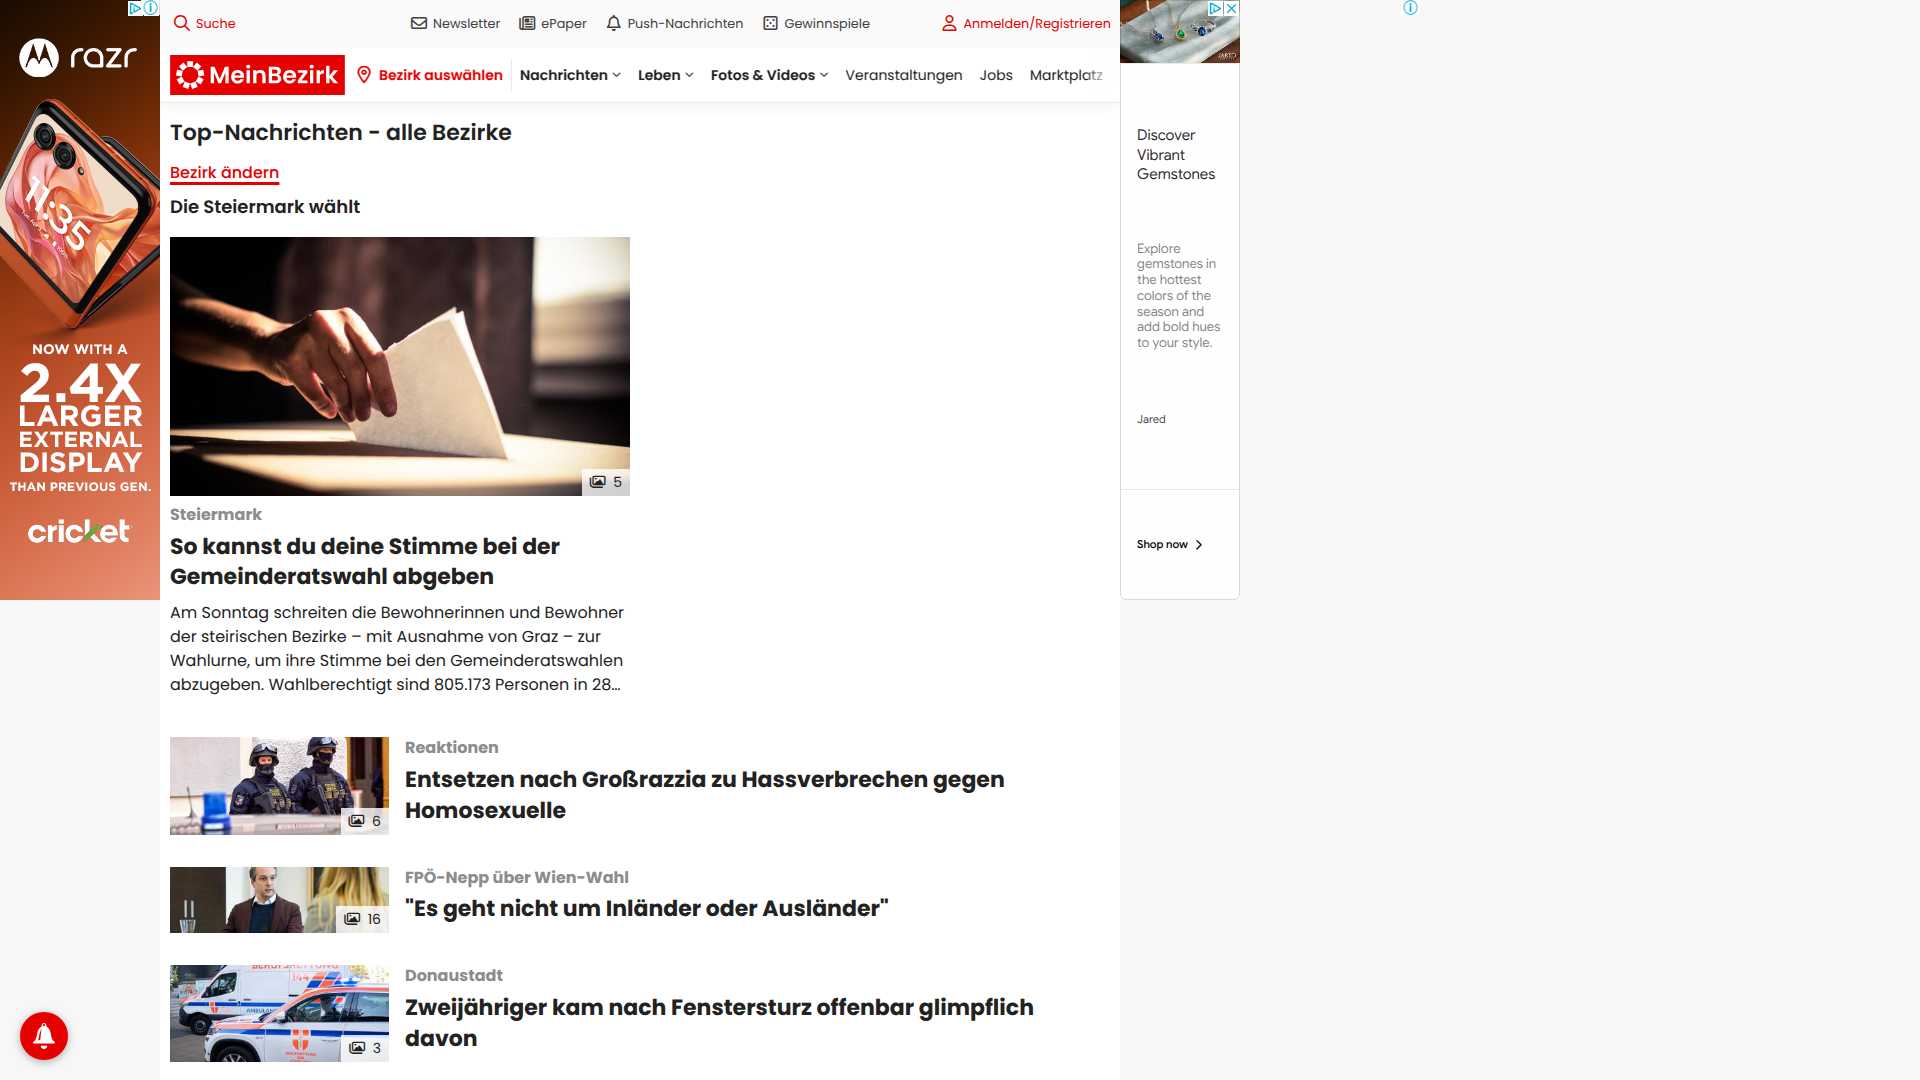 razr
11:35
NOW WITH A
2.4X
LARGER
EXTERNAL
DISPLAY
THAN PREVIOUS GEN.
cricket
Suche
Newsletter
ePaper
Push-Nachrichten
Gewinnspiele
Anmelden/Registrieren
MeinBezirk
Bezirk auswählen
Nachrichten
Leben
Fotos & Videos
Veranstaltungen
Jobs
Marktplatz
Top-Nachrichten - alle Bezirke
Bezirk ändern
Die Steiermark wählt
5
Steiermark
So kannst du deine Stimme bei der
Gemeinderatswahl abgeben
Am Sonntag schreiten die Bewohnerinnen und Bewohner
der steirischen Bezirke – mit Ausnahme von Graz – zur
Wahlurne, um ihre Stimme bei den Gemeinderatswahlen
abzugeben. Wahlberechtigt sind 805.173 Personen in 28...
6
Reaktionen
Entsetzen nach Großrazzia zu Hassverbrechen gegen
Homosexuelle
16
FPÖ-Nepp über Wien-Wahl
"Es geht nicht um Inländer oder Ausländer"
144
3
Donaustadt
Zweijähriger kam nach Fenstersturz offenbar glimpflich
davon
JARED
Discover
Vibrant
Gemstones
Explore
gemstones in
the hottest
colors of the
season and
add bold hues
to your style.
Jared
Shop now